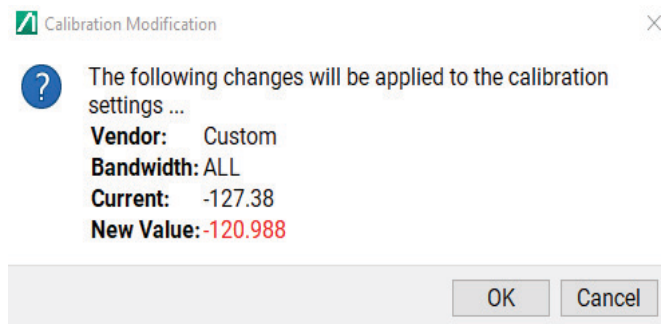 Calibration Modification
The following changes will be applied to the calibration
settings ...
Vendor: Custom
Bandwidth: ALL
Current: -127.38
New Value: -120.988
OK Cancel